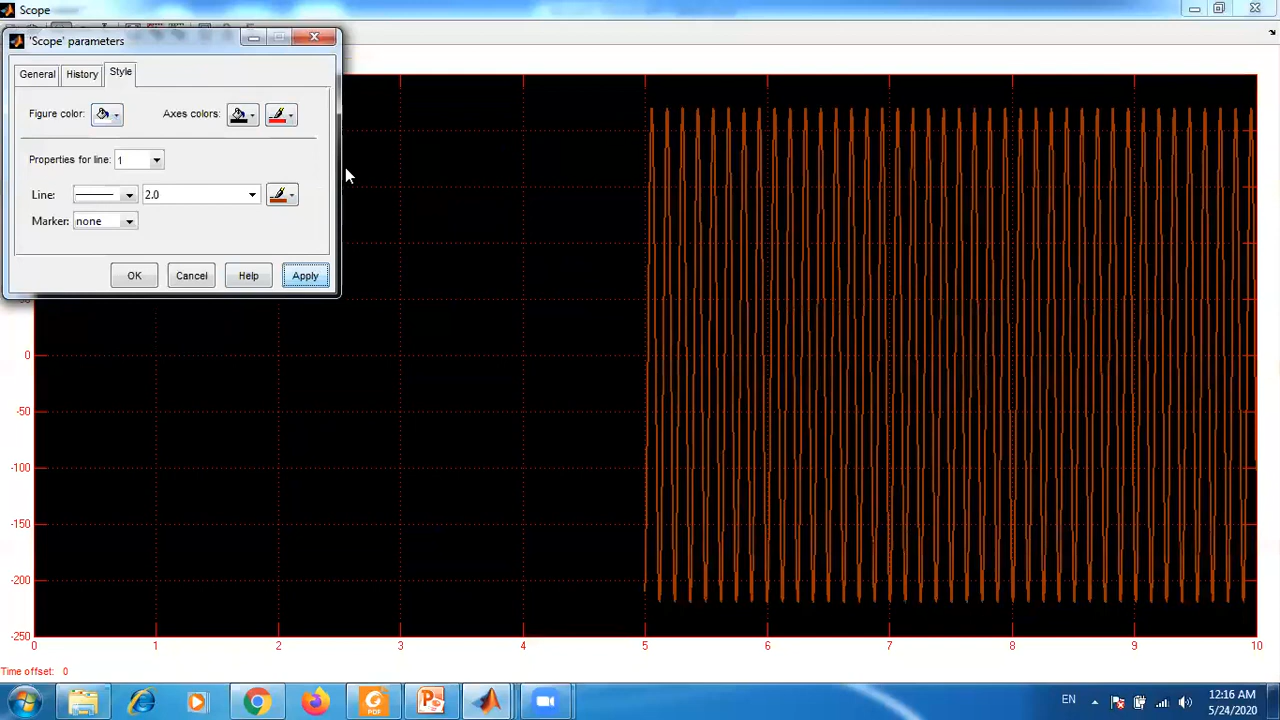 Scope
'Scope' parameters
General History Style
Figure color: Axes colors:
Properties for line: 1
Line: 2.0
Marker: none
OK Cancel Help Apply
0
-50
-100
-150
-200
-250
0 1 2 3 4 5 6 7 8 9 10
Time offset: 0
PDF
EN
12:16 AM
5/24/2020